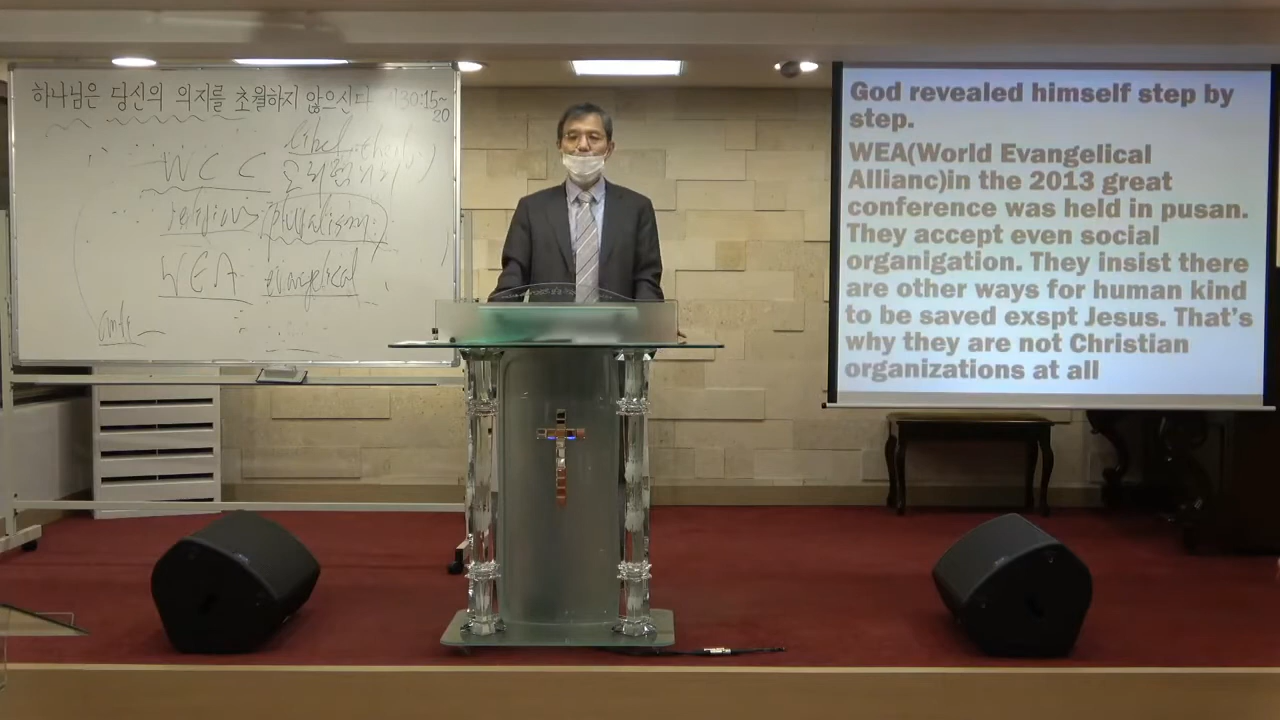 하나님은 당신의 의지를 초월하지 않으신다 130:15~
20
liber
WCC
religious pluralism
WEA evangelical
God revealed himself step by
step.
WEA(World Evangelical
Allianc)in the 2013 great
conference was held in pusan.
They accept even social
organigation. They insist there
are other ways for human kind
to be saved exspt Jesus. That's
why they are not Christian
organizations at all